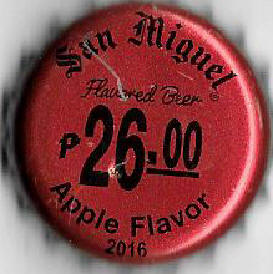 San Miguel
Flavored Beer ©
P 26.00
Apple Flavor
2016